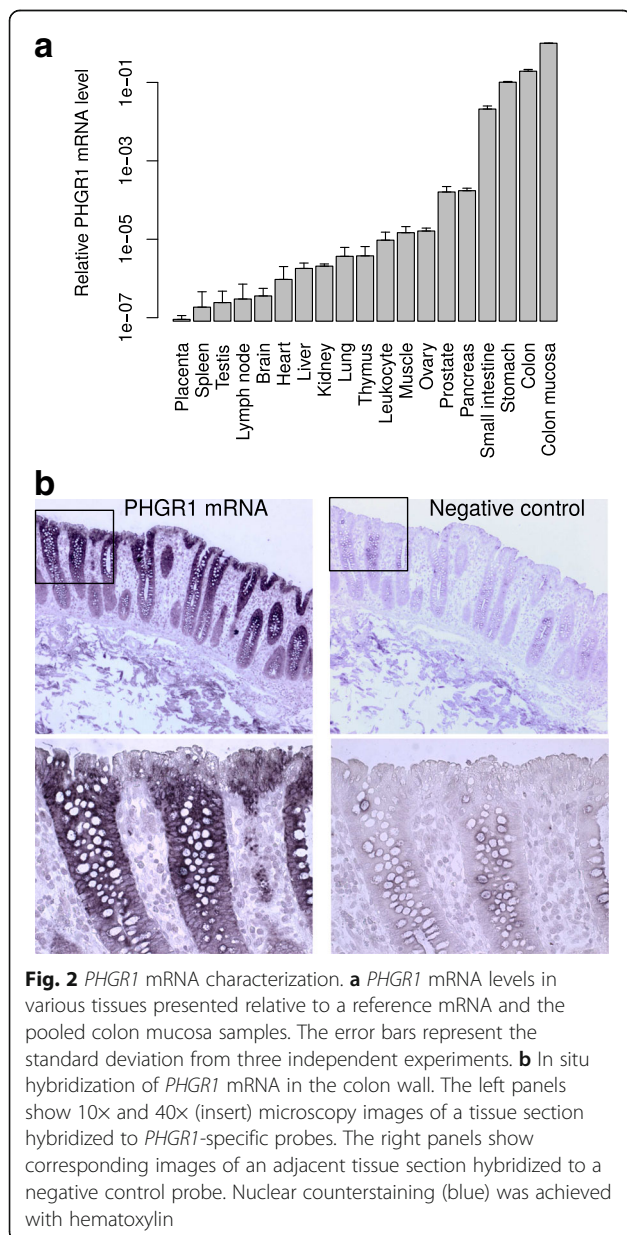 a
Relative PHGR1 mRNA level
1e−01
1e−03
1e−05
1e−07
Placenta
Spleen
Testis
Lymph node
Brain
Heart
Liver
Kidney
Lung
Thymus
Leukocyte
Muscle
Ovary
Prostate
Pancreas
Small intestine
Stomach
Colon
Colon mucosa
b
PHGR1 mRNA
Negative control
Fig. 2 PHGR1 mRNA characterization. a PHGR1 mRNA levels in
various tissues presented relative to a reference mRNA and the
pooled colon mucosa samples. The error bars represent the
standard deviation from three independent experiments. b In situ
hybridization of PHGR1 mRNA in the colon wall. The left panels
show 10× and 40× (insert) microscopy images of a tissue section
hybridized to PHGR1-specific probes. The right panels show
corresponding images of an adjacent tissue section hybridized to a
negative control probe. Nuclear counterstaining (blue) was achieved
with hematoxylin